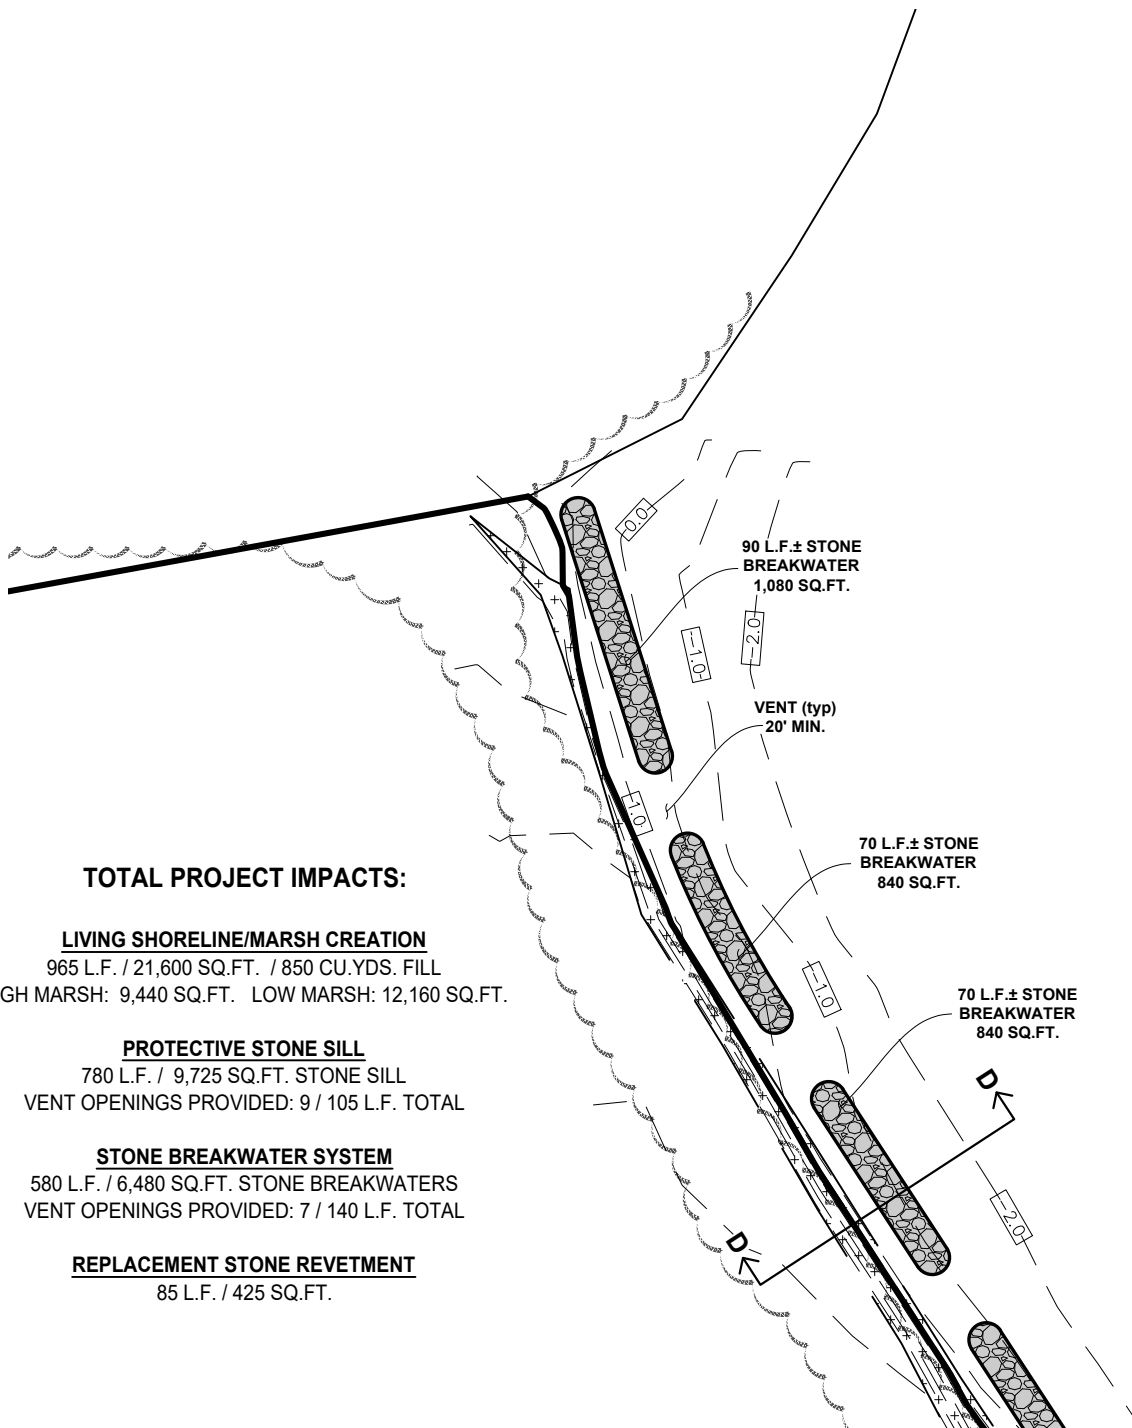 0.0
90 L.F.± STONE
BREAKWATER
1,080 SQ.FT.
-1.0
-2.0
VENT (typ)
20' MIN.
1.0
70 L.F.± STONE
BREAKWATER
840 SQ.FT.
TOTAL PROJECT IMPACTS:
LIVING SHORELINE/MARSH CREATION
965 L.F. / 21,600 SQ.FT. / 850 CU.YDS. FILL
GH MARSH: 9,440 SQ.FT. LOW MARSH: 12,160 SQ.FT.
-1.0
70 L.F.± STONE
BREAKWATER
840 SQ.FT.
PROTECTIVE STONE SILL
780 L.F. / 9,725 SQ.FT. STONE SILL
VENT OPENINGS PROVIDED: 9 / 105 L.F. TOTAL
D
STONE BREAKWATER SYSTEM
580 L.F. / 6,480 SQ.FT. STONE BREAKWATERS
VENT OPENINGS PROVIDED: 7 / 140 L.F. TOTAL
-2.0
D
REPLACEMENT STONE REVETMENT
85 L.F. / 425 SQ.FT.